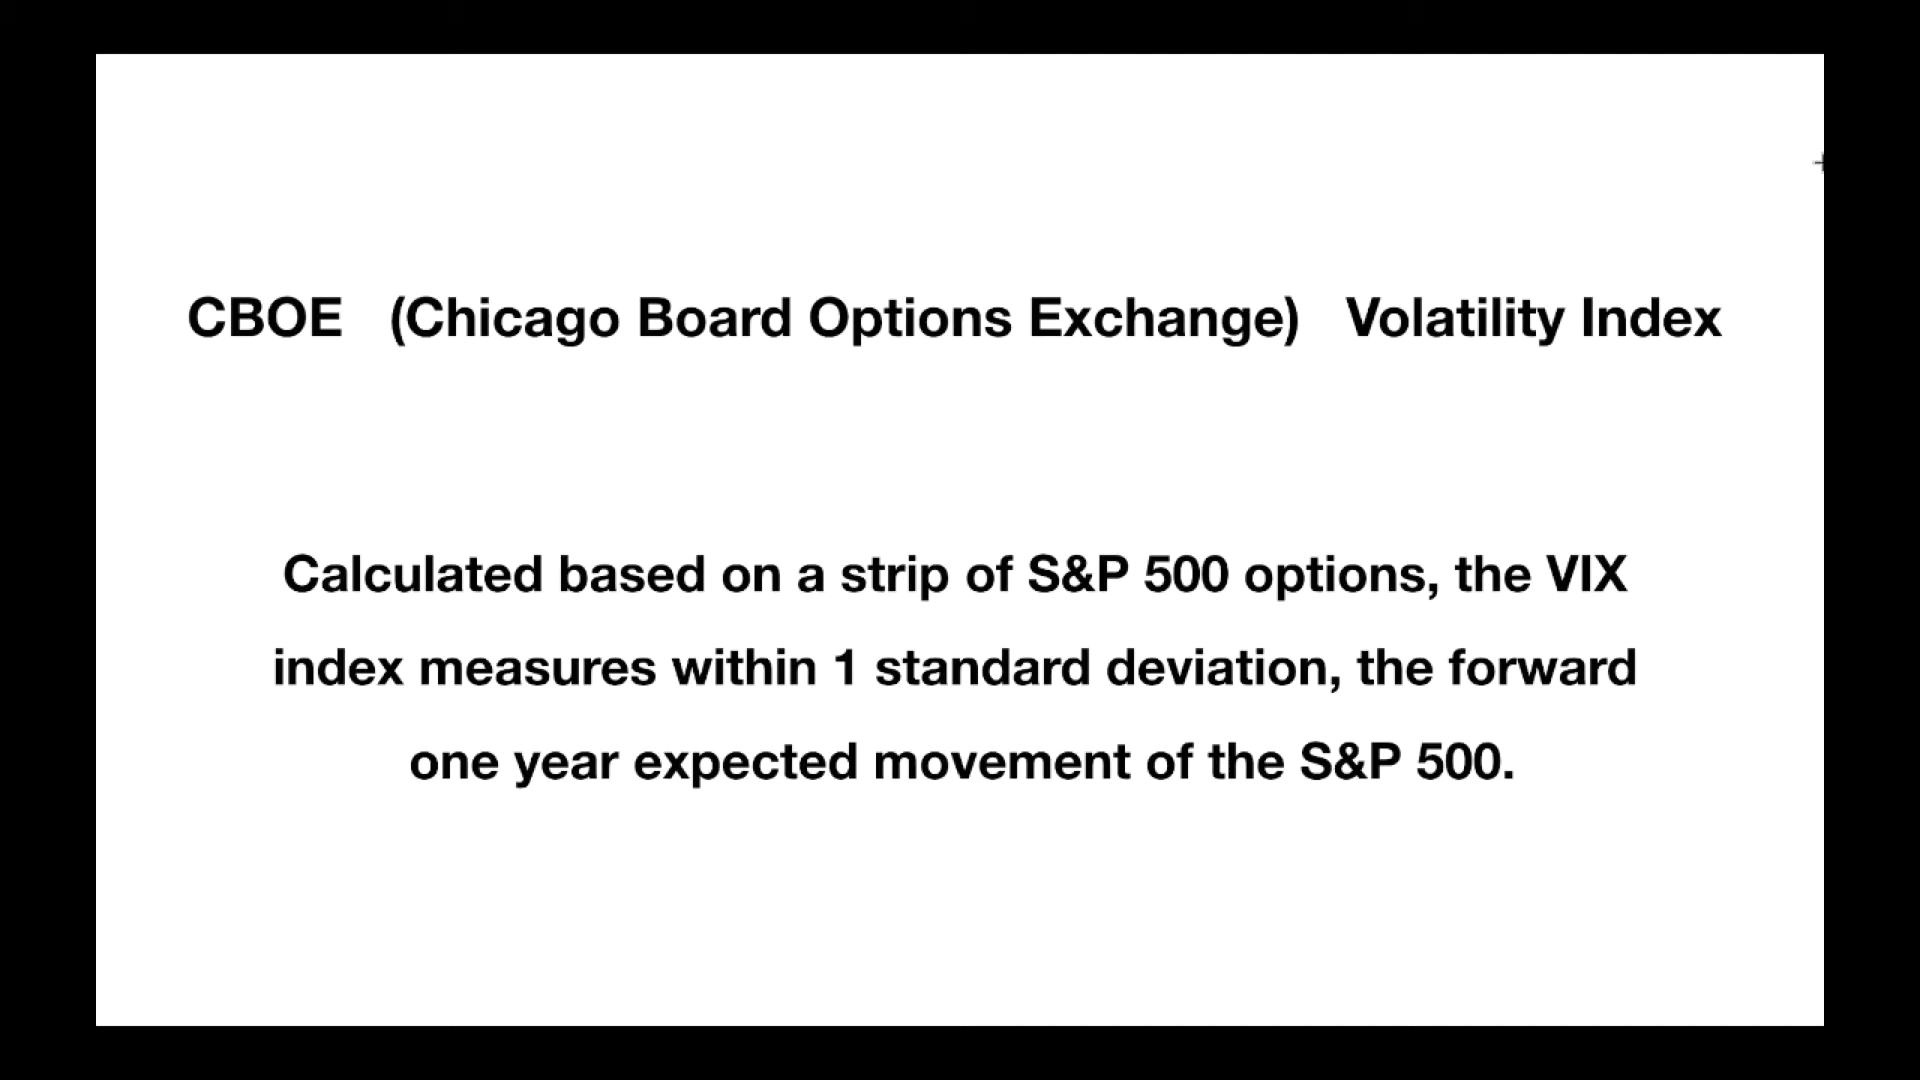 CBOE (Chicago Board Options Exchange) Volatility Index
Calculated based on a strip of S&P 500 options, the VIX
index measures within 1 standard deviation, the forward
one year expected movement of the S&P 500.